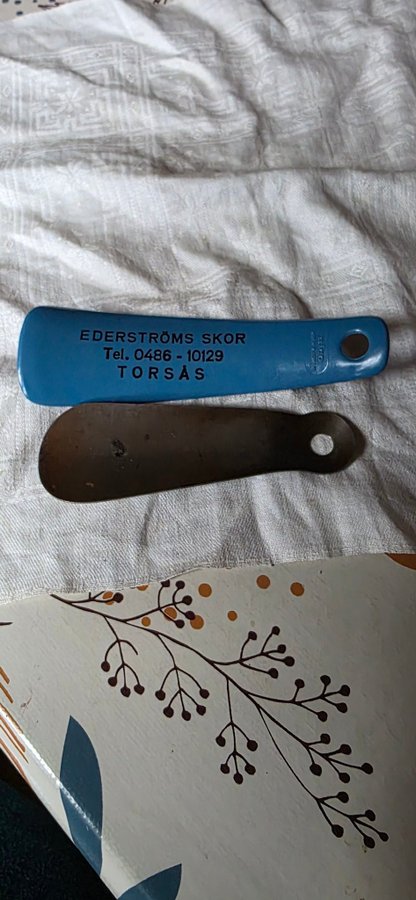 EDERSTRÖMS SKOR
Tel. 0486 - 10129
TORSÅS